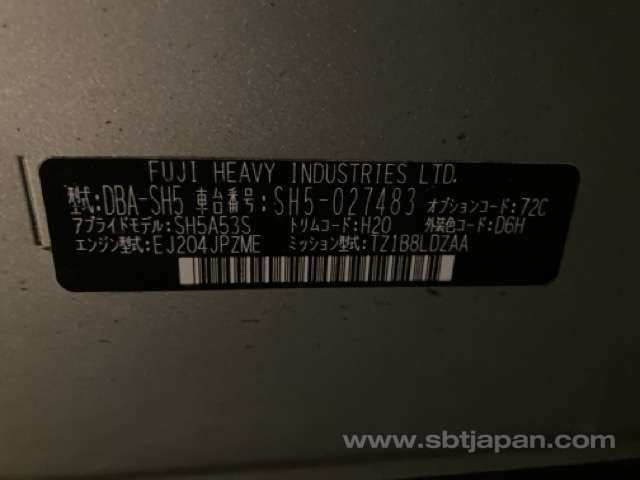 FUJI HEAVY INDUSTRIES LTD.
型式:DBA-SH5 車台番号:SH5-027483 オプションコード:72C
アプライドモデル:SH5A53S トリムコード:H20 外装色コード:D6H
エンジン型式:EJ204JPZME ミッション型式:TZ1B8LDZAA
www.sbtjapan.com